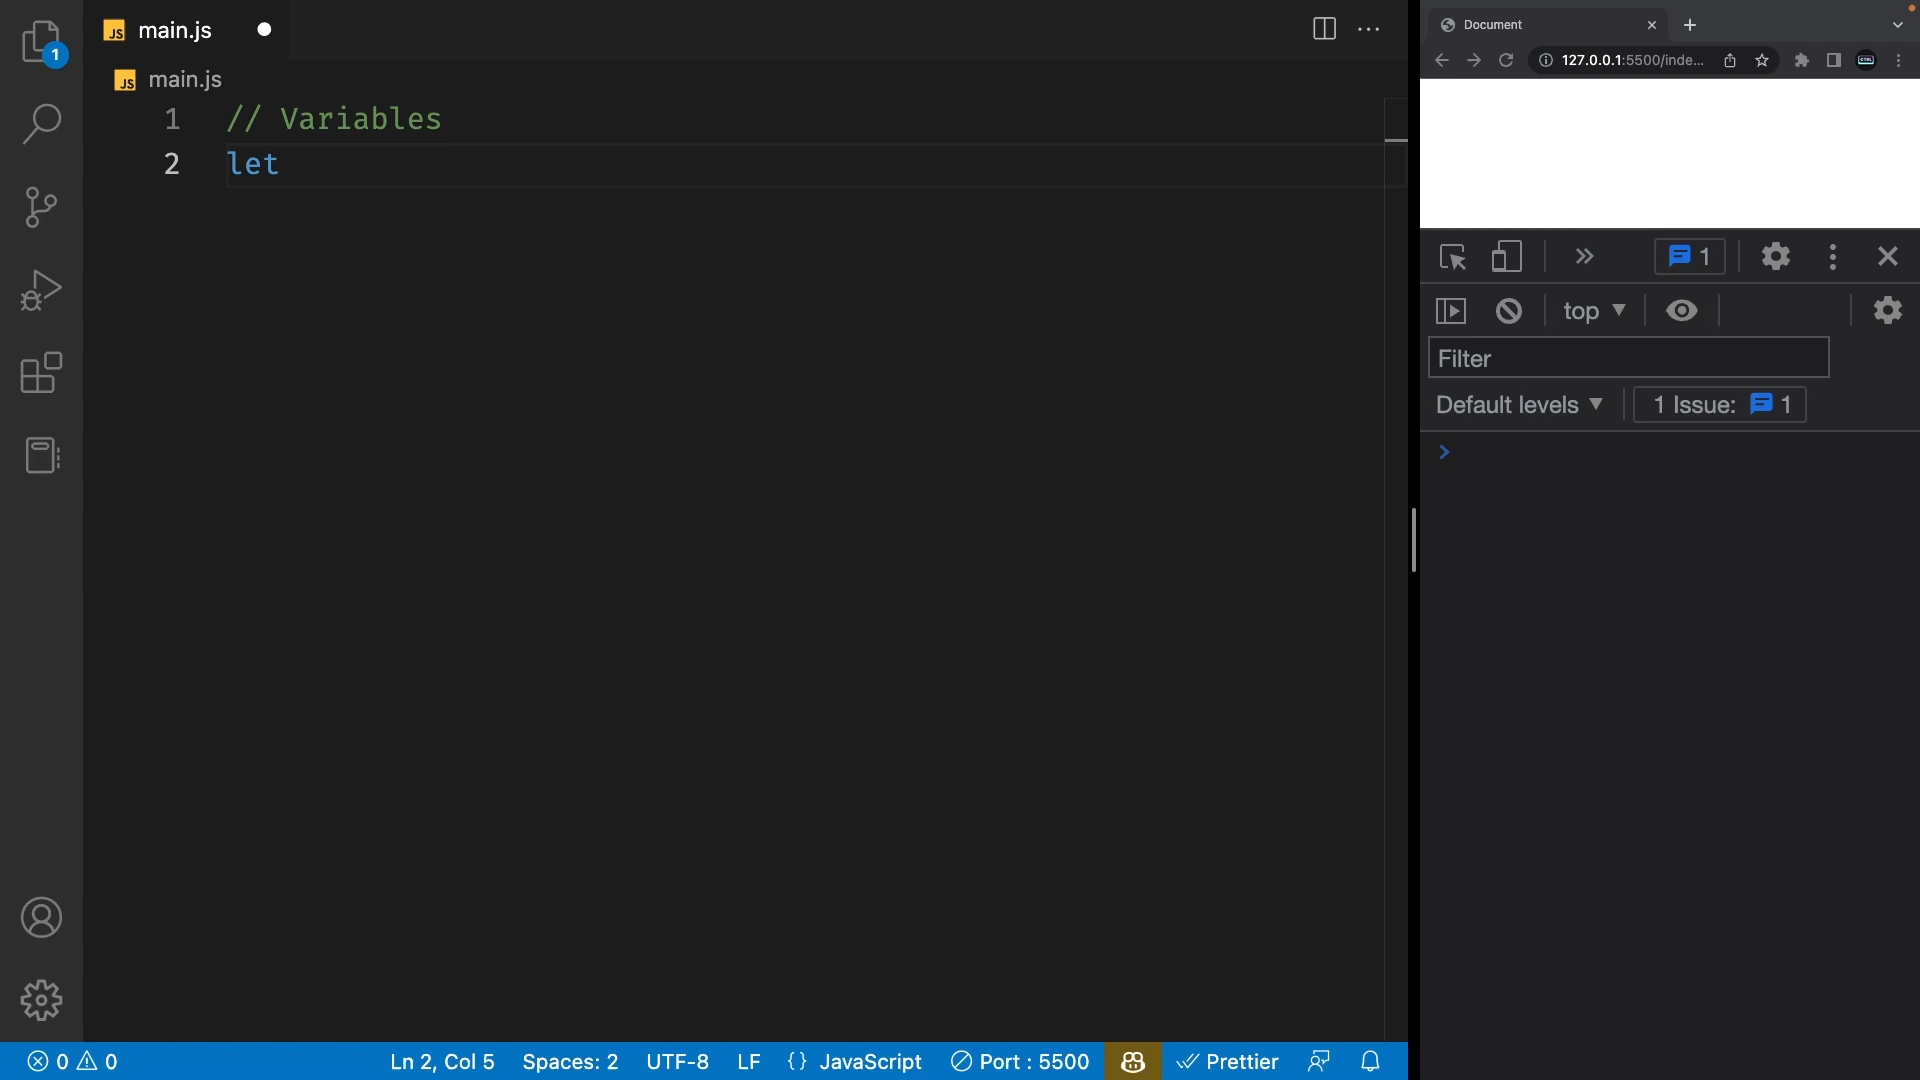 main.js
main.js
1 // Variables
2 let
1
0 0
Ln 2, Col 5 Spaces: 2 UTF-8 LF {} JavaScript Port : 5500 Prettier
Document
127.0.0.1:5500/inde...
1
top
Filter
Default levels 1 Issue: 1